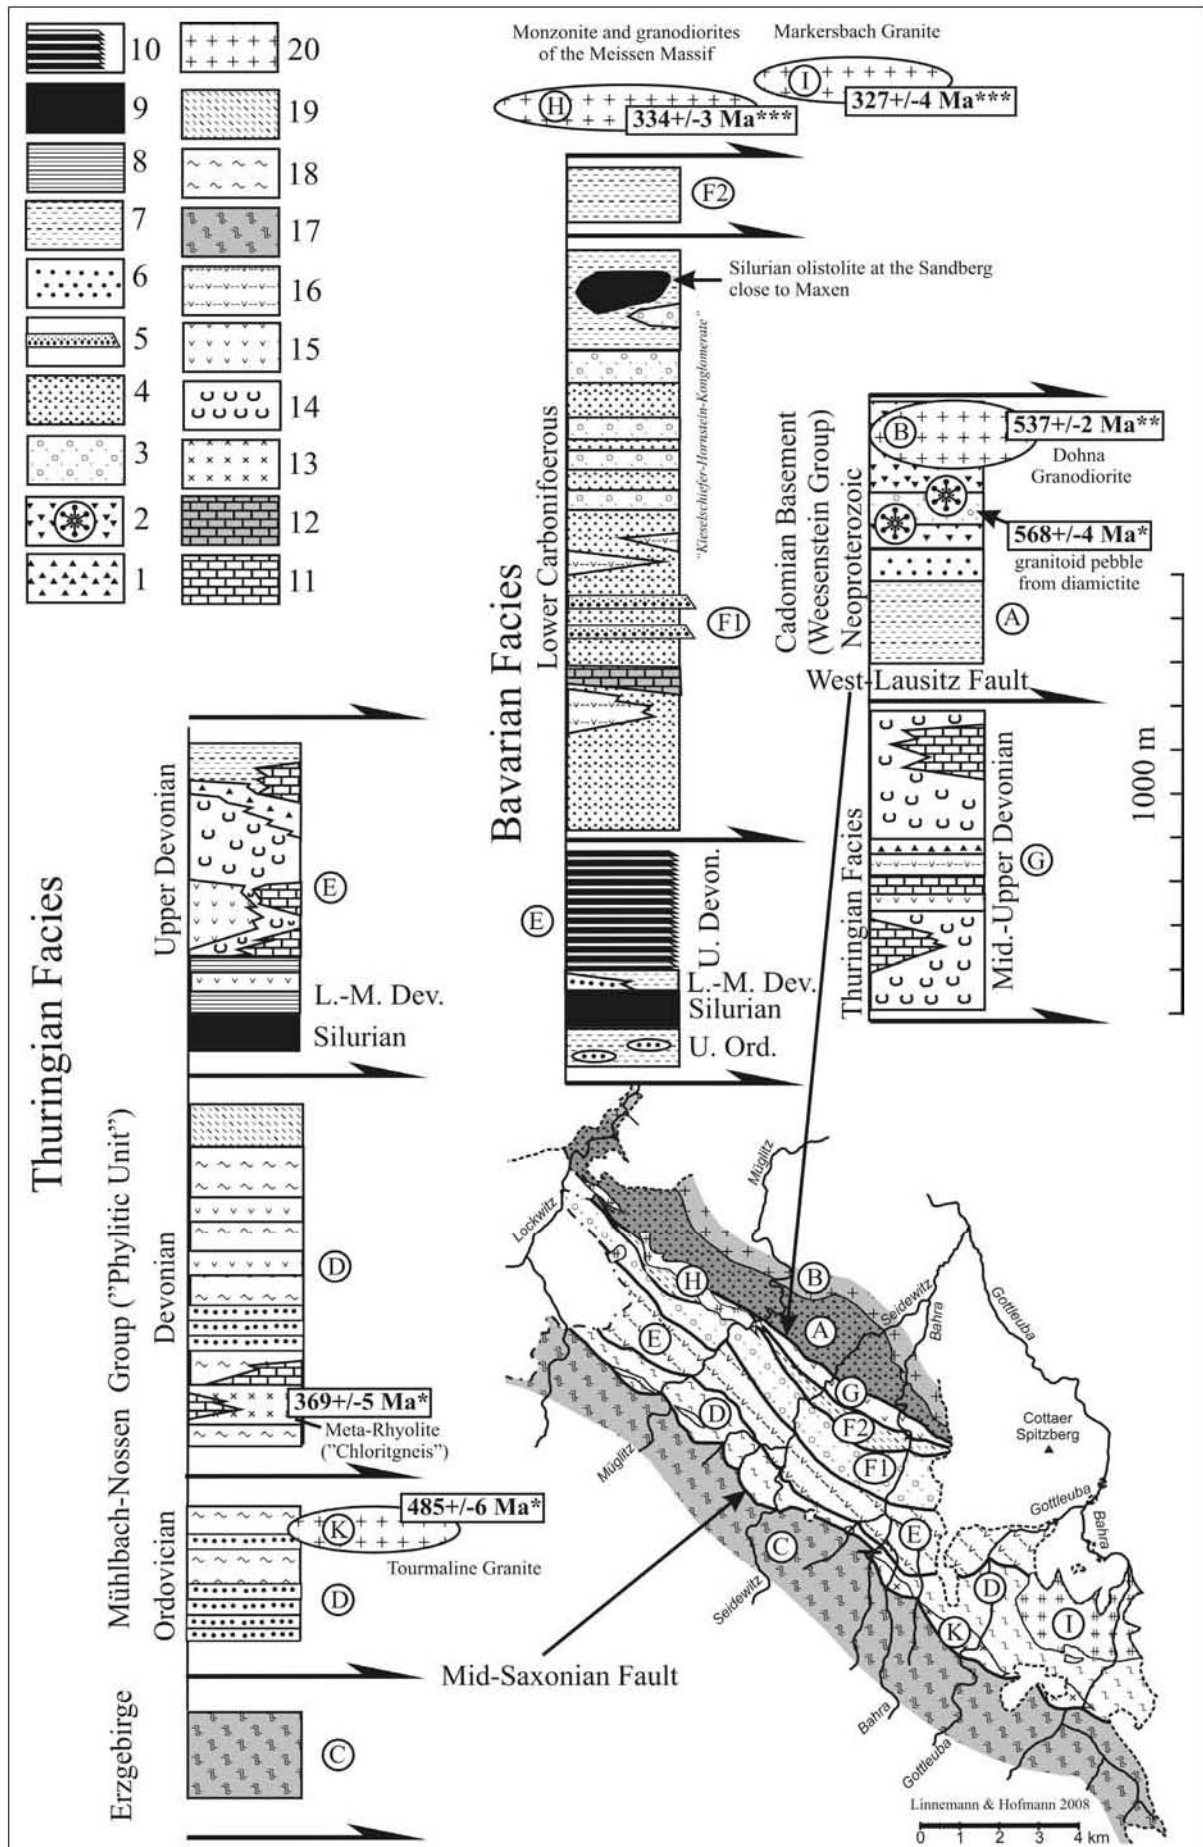 10
20
9
19
8
18
7
17
6
16
5
15
4
14
3
13
2
12
1
11
Monzonite and granodiorites
of the Meissen Massif
Markersbach Granite
H
334+/-3 Ma***
I
327+/-4 Ma***
F2
Silurian olistolite at the Sandberg
close to Maxen
"Kieselschiefer-Hornstein-Konglomerate"
Lower Carbonifoerous
Bavarian Facies
F1
E
U. Devon.
L.-M. Dev.
Silurian
U. Ord.
Cadomian Basement
(Weesenstein Group)
Neoproterozoic
B
537+/-2 Ma**
Dohna
Granodiorite
568+/-4 Ma*
granitoid pebble
from diamictite
A
West-Lausitz Fault
Thuringian Facies
Mid.-Upper Devonian
G
1000 m
Thuringian Facies
Upper Devonian
E
L.-M. Dev.
Silurian
Mühlbach-Nossen Group ("Phylitic Unit")
Devonian
D
369+/-5 Ma*
Meta-Rhyolite
("Chloritgneis")
Ordovician
485+/-6 Ma*
K
Tourmaline Granite
D
Erzgebirge
C
Mid-Saxonian Fault
Lockwitz
Müglitz
Seidewitz
Bahra
Gottleuba
H
B
A
E
G
D
F2
F1
Cottaer
Spitzberg
Müglitz
Gottleuba
Bahra
C
E
D
I
K
Seidewitz
Bahra
Gottleuba
Linnemann & Hofmann 2008
0 1 2 3 4 km